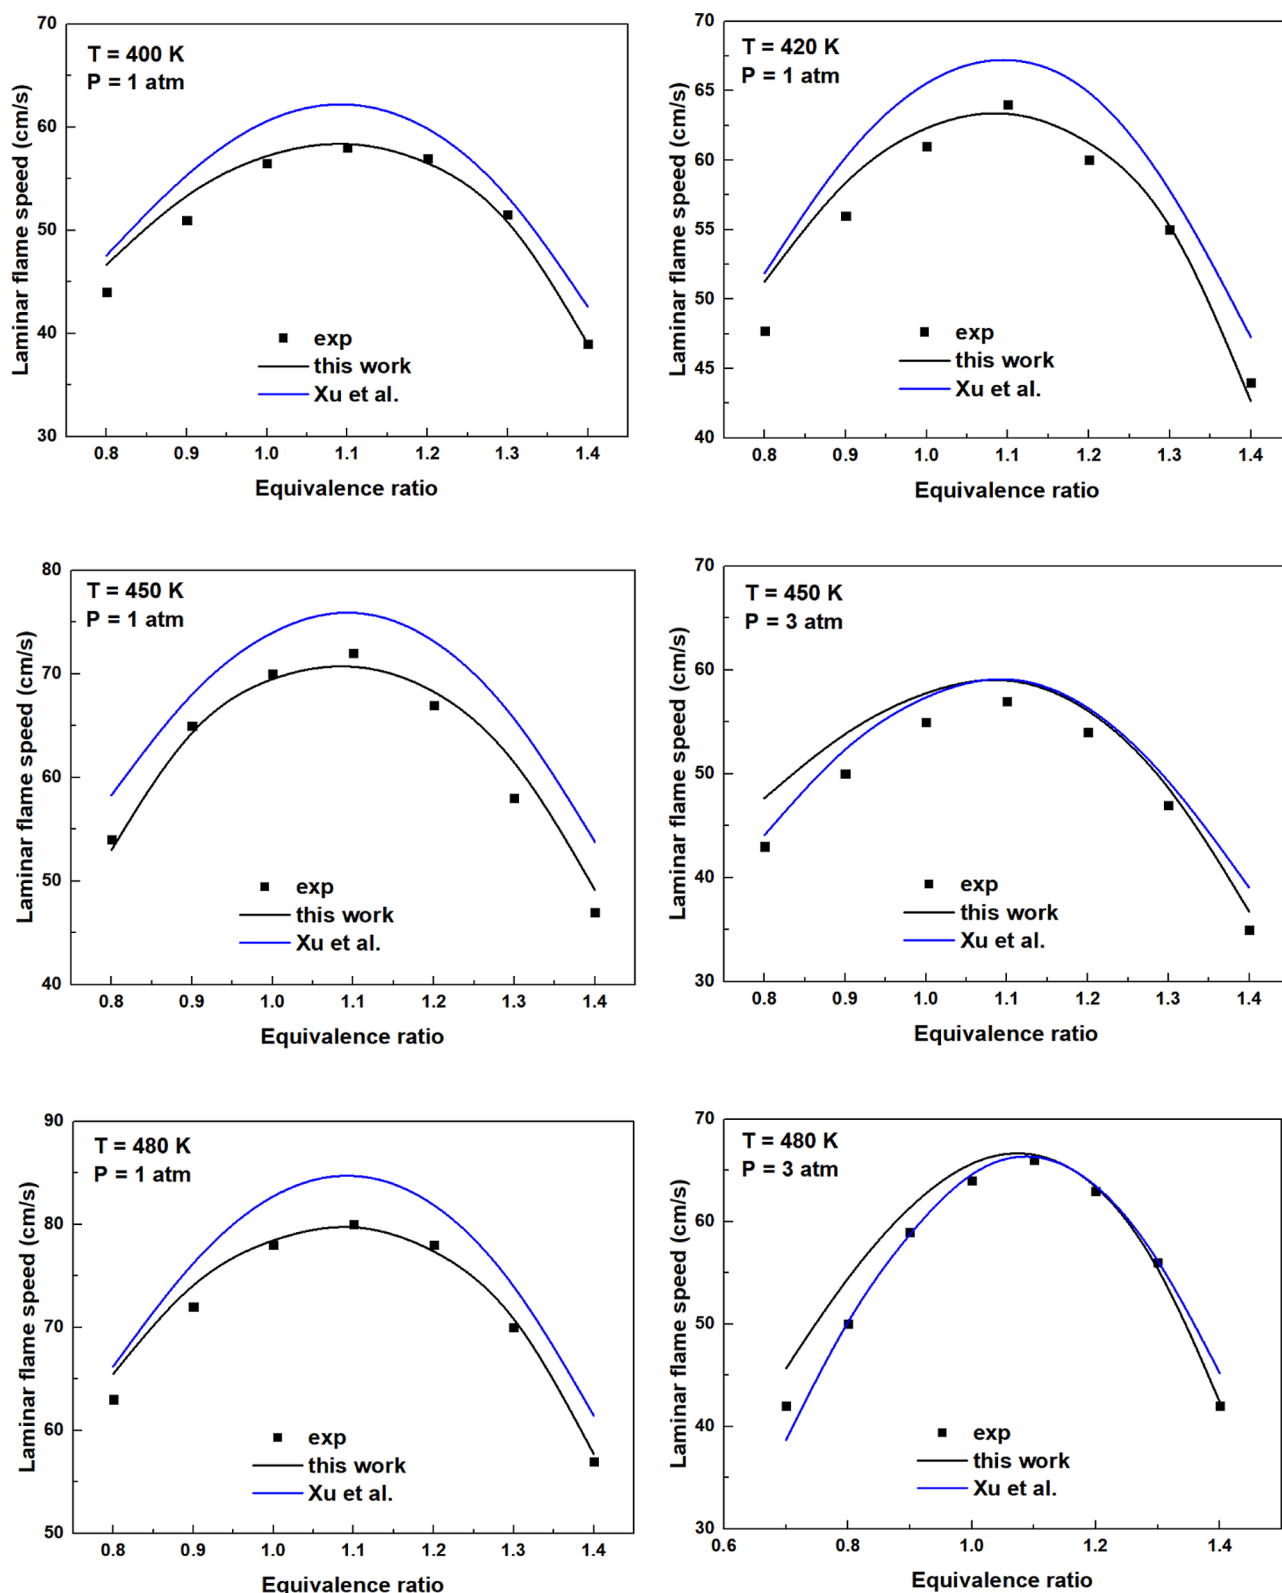 T = 400 K
P = 1 atm
Laminar flame speed (cm/s)
70
60
50
40
30
exp
this work
Xu et al.
0.8 0.9 1.0 1.1 1.2 1.3 1.4
Equivalence ratio
T = 420 K
P = 1 atm
Laminar flame speed (cm/s)
70
65
60
55
50
45
40
exp
this work
Xu et al.
0.8 0.9 1.0 1.1 1.2 1.3 1.4
Equivalence ratio
T = 450 K
P = 1 atm
Laminar flame speed (cm/s)
80
70
60
50
40
exp
this work
Xu et al.
0.8 0.9 1.0 1.1 1.2 1.3 1.4
Equivalence ratio
T = 450 K
P = 3 atm
Laminar flame speed (cm/s)
70
60
50
40
30
exp
this work
Xu et al.
0.8 0.9 1.0 1.1 1.2 1.3 1.4
Equivalence ratio
T = 480 K
P = 1 atm
Laminar flame speed (cm/s)
90
80
70
60
50
exp
this work
Xu et al.
0.8 0.9 1.0 1.1 1.2 1.3 1.4
Equivalence ratio
T = 480 K
P = 3 atm
Laminar flame speed (cm/s)
70
60
50
40
30
exp
this work
Xu et al.
0.6 0.8 1.0 1.2 1.4
Equivalence ratio